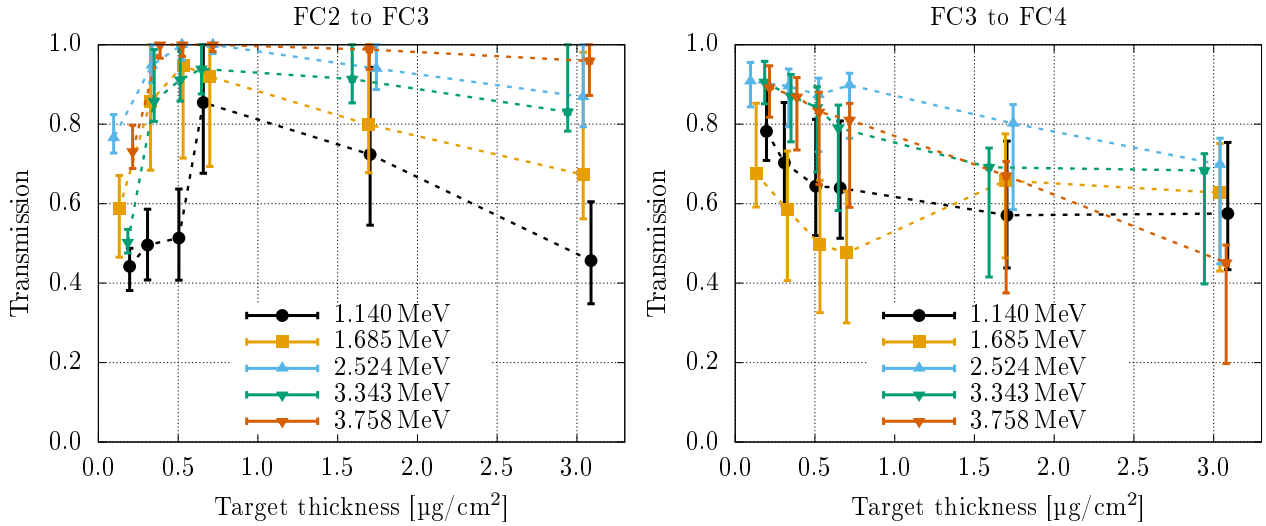 FC2 to FC3
1.0
0.8
0.6
0.4
0.2
0.0
Transmission
1.140 MeV
1.685 MeV
2.524 MeV
3.343 MeV
3.758 MeV
0.0 0.5 1.0 1.5 2.0 2.5 3.0
Target thickness [µg/cm²]
FC3 to FC4
1.0
0.8
0.6
0.4
0.2
0.0
Transmission
1.140 MeV
1.685 MeV
2.524 MeV
3.343 MeV
3.758 MeV
0.0 0.5 1.0 1.5 2.0 2.5 3.0
Target thickness [µg/cm²]